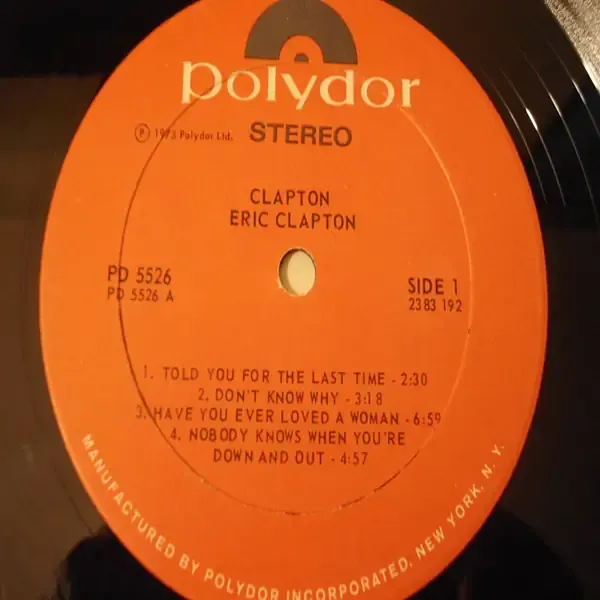 polydor
℗ 1973 Polydor Ltd. STEREO
CLAPTON
ERIC CLAPTON
PD 5526
PD 5526 A
SIDE 1
2383 192
1. TOLD YOU FOR THE LAST TIME - 2:30
2. DON'T KNOW WHY - 3:18
3. HAVE YOU EVER LOVED A WOMAN - 6:59
4. NOBODY KNOWS WHEN YOU'RE
DOWN AND OUT - 4:57
MANUFACTURED BY POLYDOR INCORPORATED, NEW YORK, N. Y.